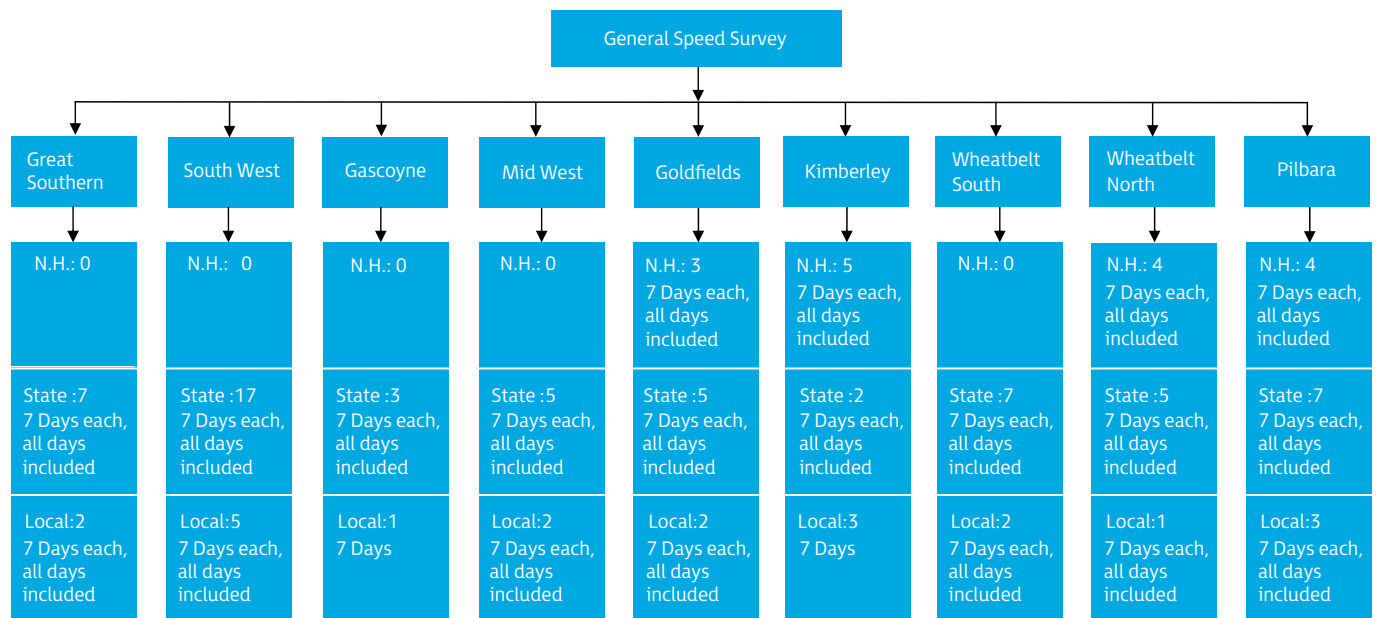 General Speed Survey
Great
Southern
South West
Gascoyne
Mid West
Goldfields
Kimberley
Wheatbelt
South
Wheatbelt
North
Pilbara
N.H.: 0
N.H.: 0
N.H.: 0
N.H.: 0
N.H.: 3
7 Days each,
all days
included
N.H.: 5
7 Days each,
all days
included
N.H.: 0
N.H.: 4
7 Days each,
all days
included
N.H.: 4
7 Days each,
all days
included
State :7
7 Days each,
all days
included
State :17
7 Days each,
all days
included
State :3
7 Days each,
all days
included
State :5
7 Days each,
all days
included
State :5
7 Days each,
all days
included
State :2
7 Days each,
all days
included
State :7
7 Days each,
all days
included
State :5
7 Days each,
all days
included
State :7
7 Days each,
all days
included
Local:2
7 Days each,
all days
included
Local:5
7 Days each,
all days
included
Local:1
7 Days
Local:2
7 Days each,
all days
included
Local:2
7 Days each,
all days
included
Local:3
7 Days
Local:2
7 Days each,
all days
included
Local:1
7 Days each,
all days
included
Local:3
7 Days each,
all days
included